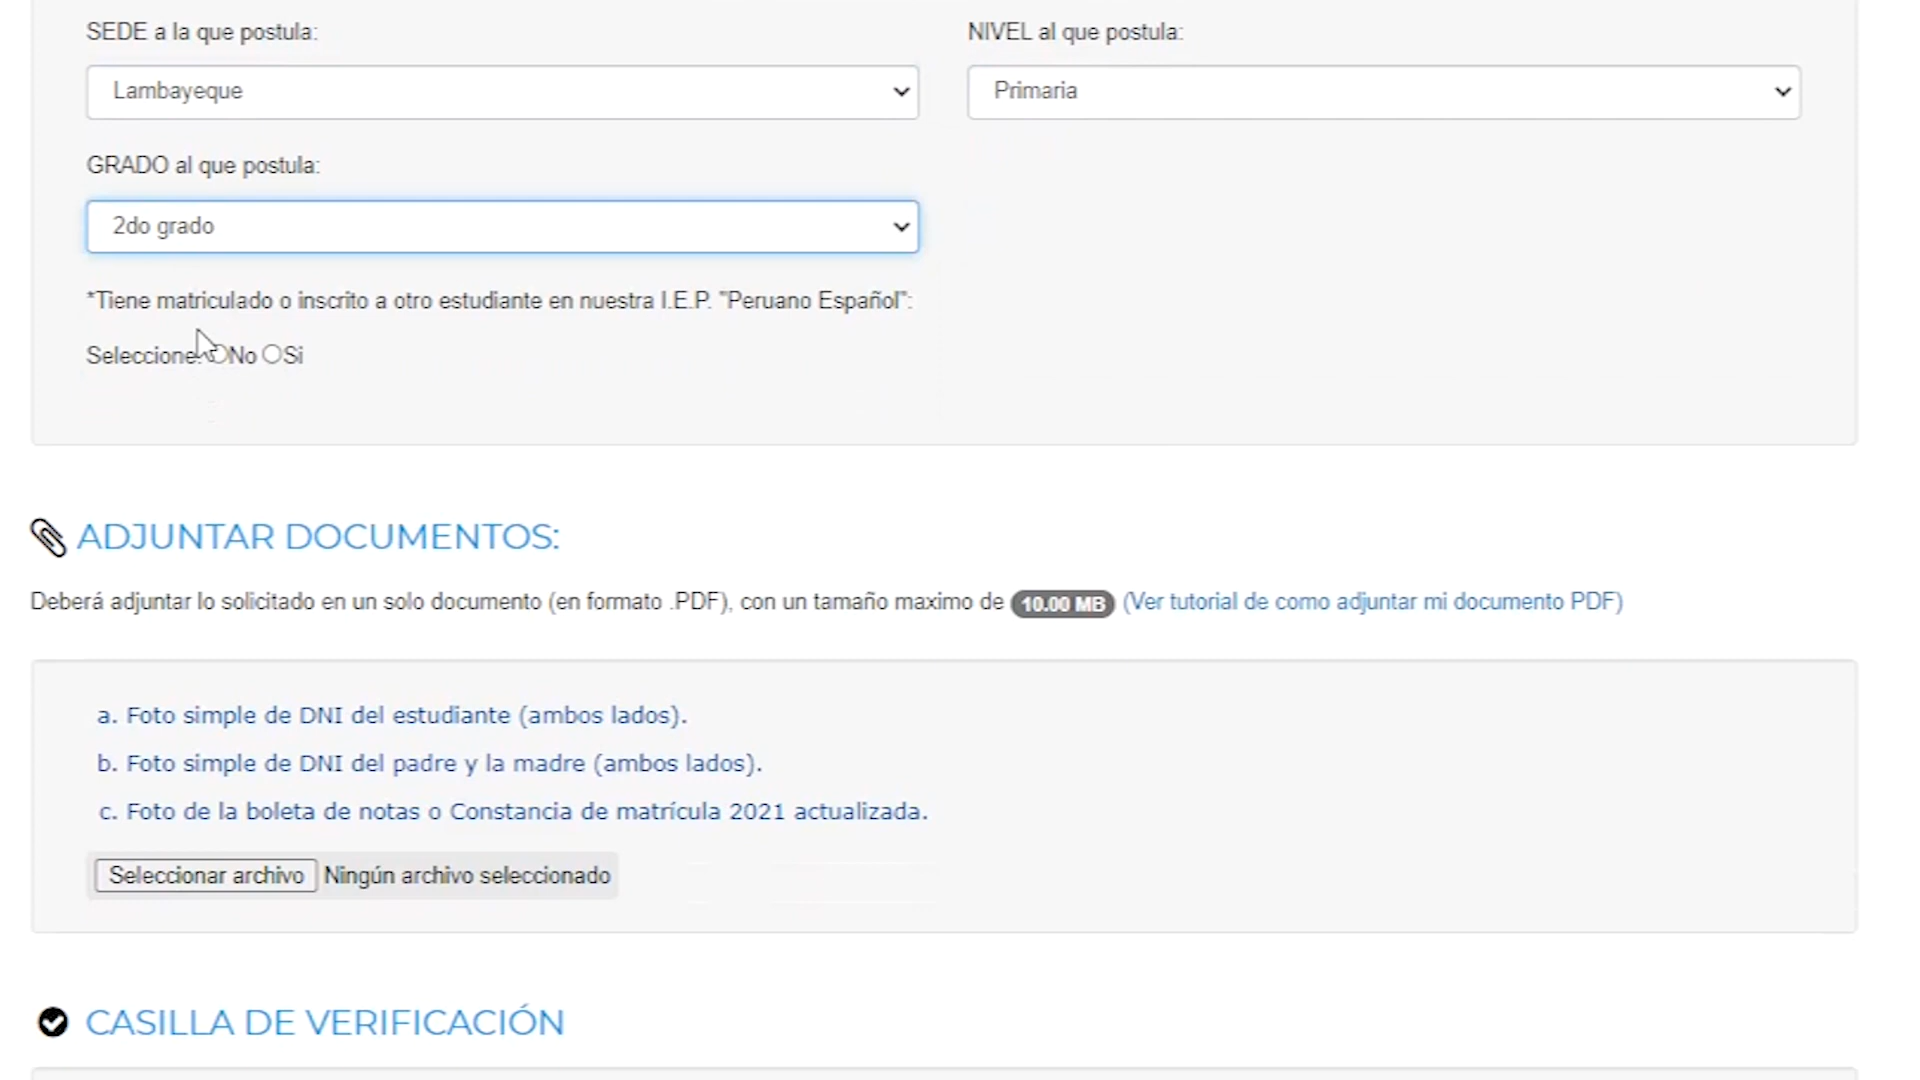 SEDE a la que postula:
NIVEL al que postula:
Lambayeque
Primaria
GRADO al que postula:
2do grado
*Tiene matriculado o inscrito a otro estudiante en nuestra I.E.P. "Peruano Español":
Seleccione: No Si
ADJUNTAR DOCUMENTOS:
Deberá adjuntar lo solicitado en un solo documento (en formato .PDF), con un tamaño maximo de 10.00 MB (Ver tutorial de como adjuntar mi documento PDF)
a. Foto simple de DNI del estudiante (ambos lados).
b. Foto simple de DNI del padre y la madre (ambos lados).
c. Foto de la boleta de notas o Constancia de matrícula 2021 actualizada.
Seleccionar archivo Ningún archivo seleccionado
CASILLA DE VERIFICACIÓN